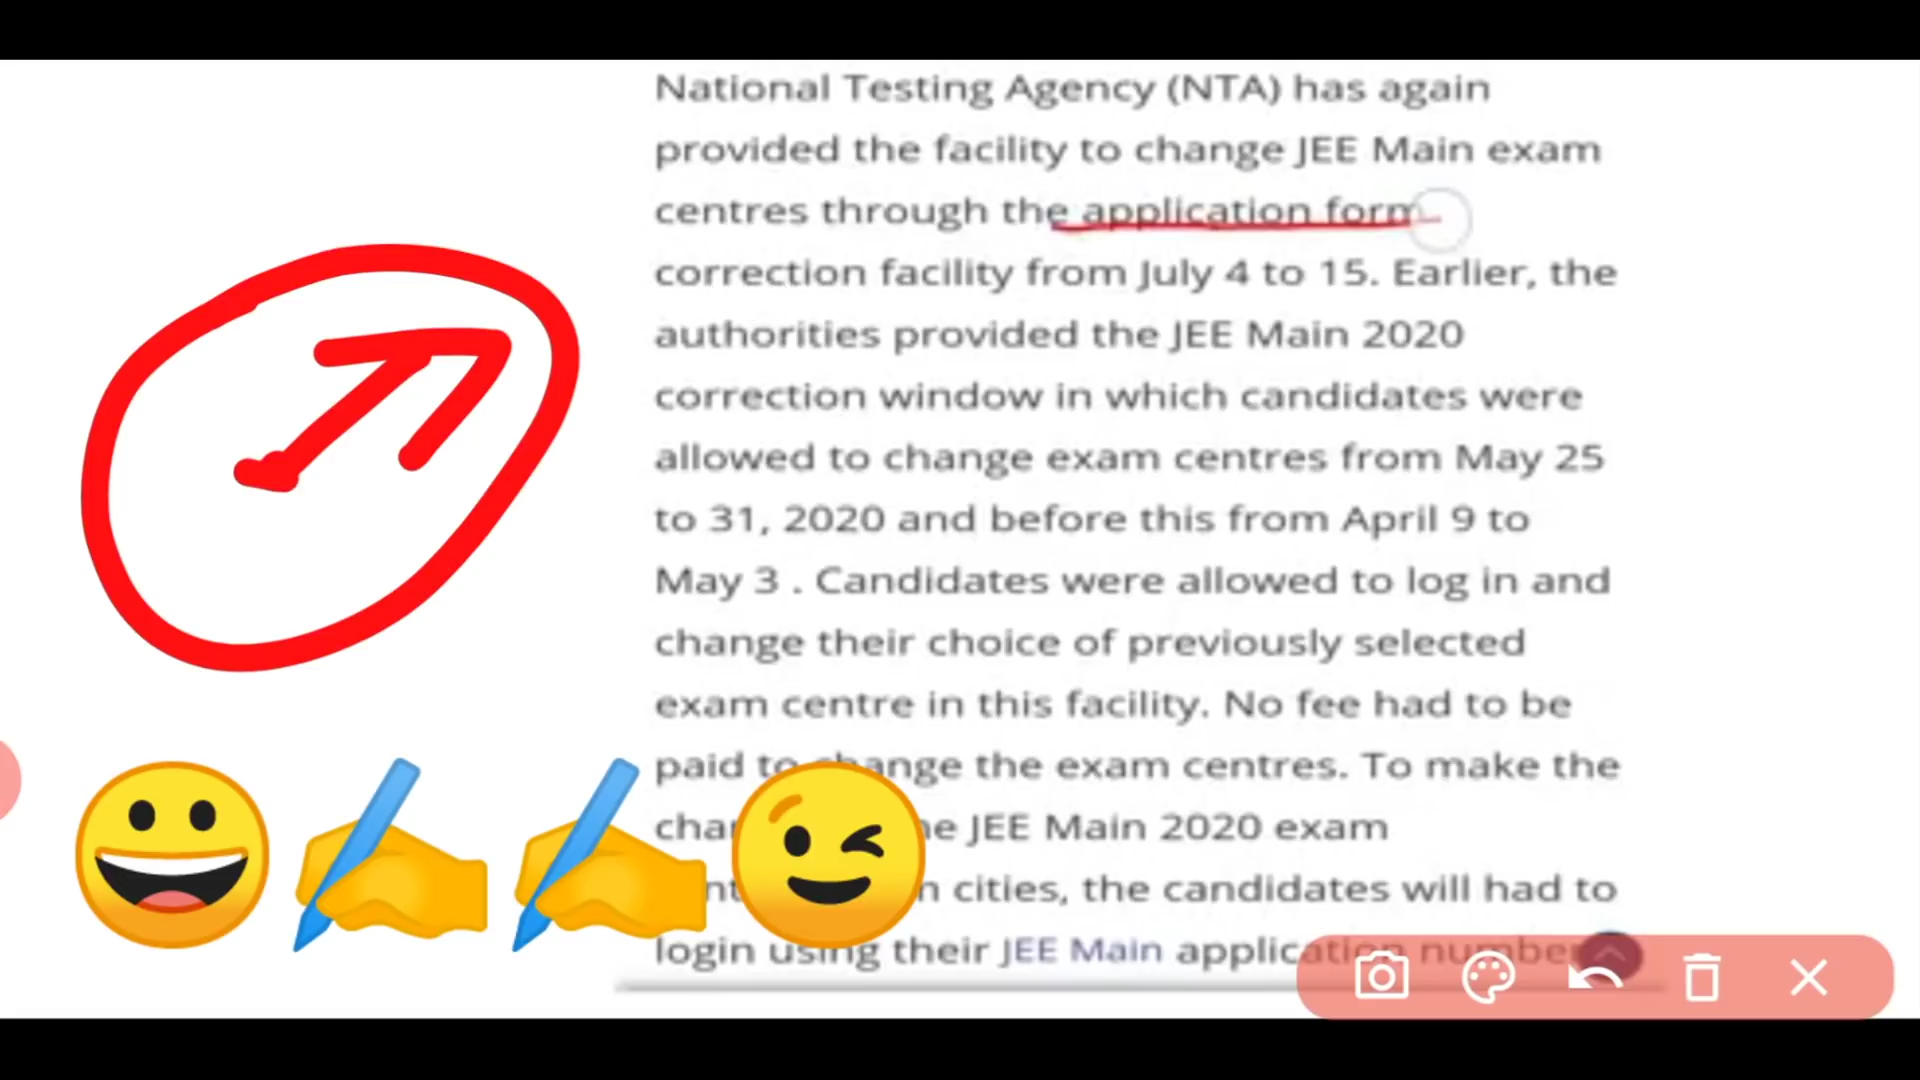 National Testing Agency (NTA) has again
provided the facility to change JEE Main exam
centres through the application form
correction facility from July 4 to 15. Earlier, the
authorities provided the JEE Main 2020
correction window in which candidates were
allowed to change exam centres from May 25
to 31, 2020 and before this from April 9 to
May 3 . Candidates were allowed to log in and
change their choice of previously selected
exam centre in this facility. No fee had to be
paid to change the exam centres. To make the
JEE Main 2020 exam
cities, the candidates will had to
login using their JEE Main application number